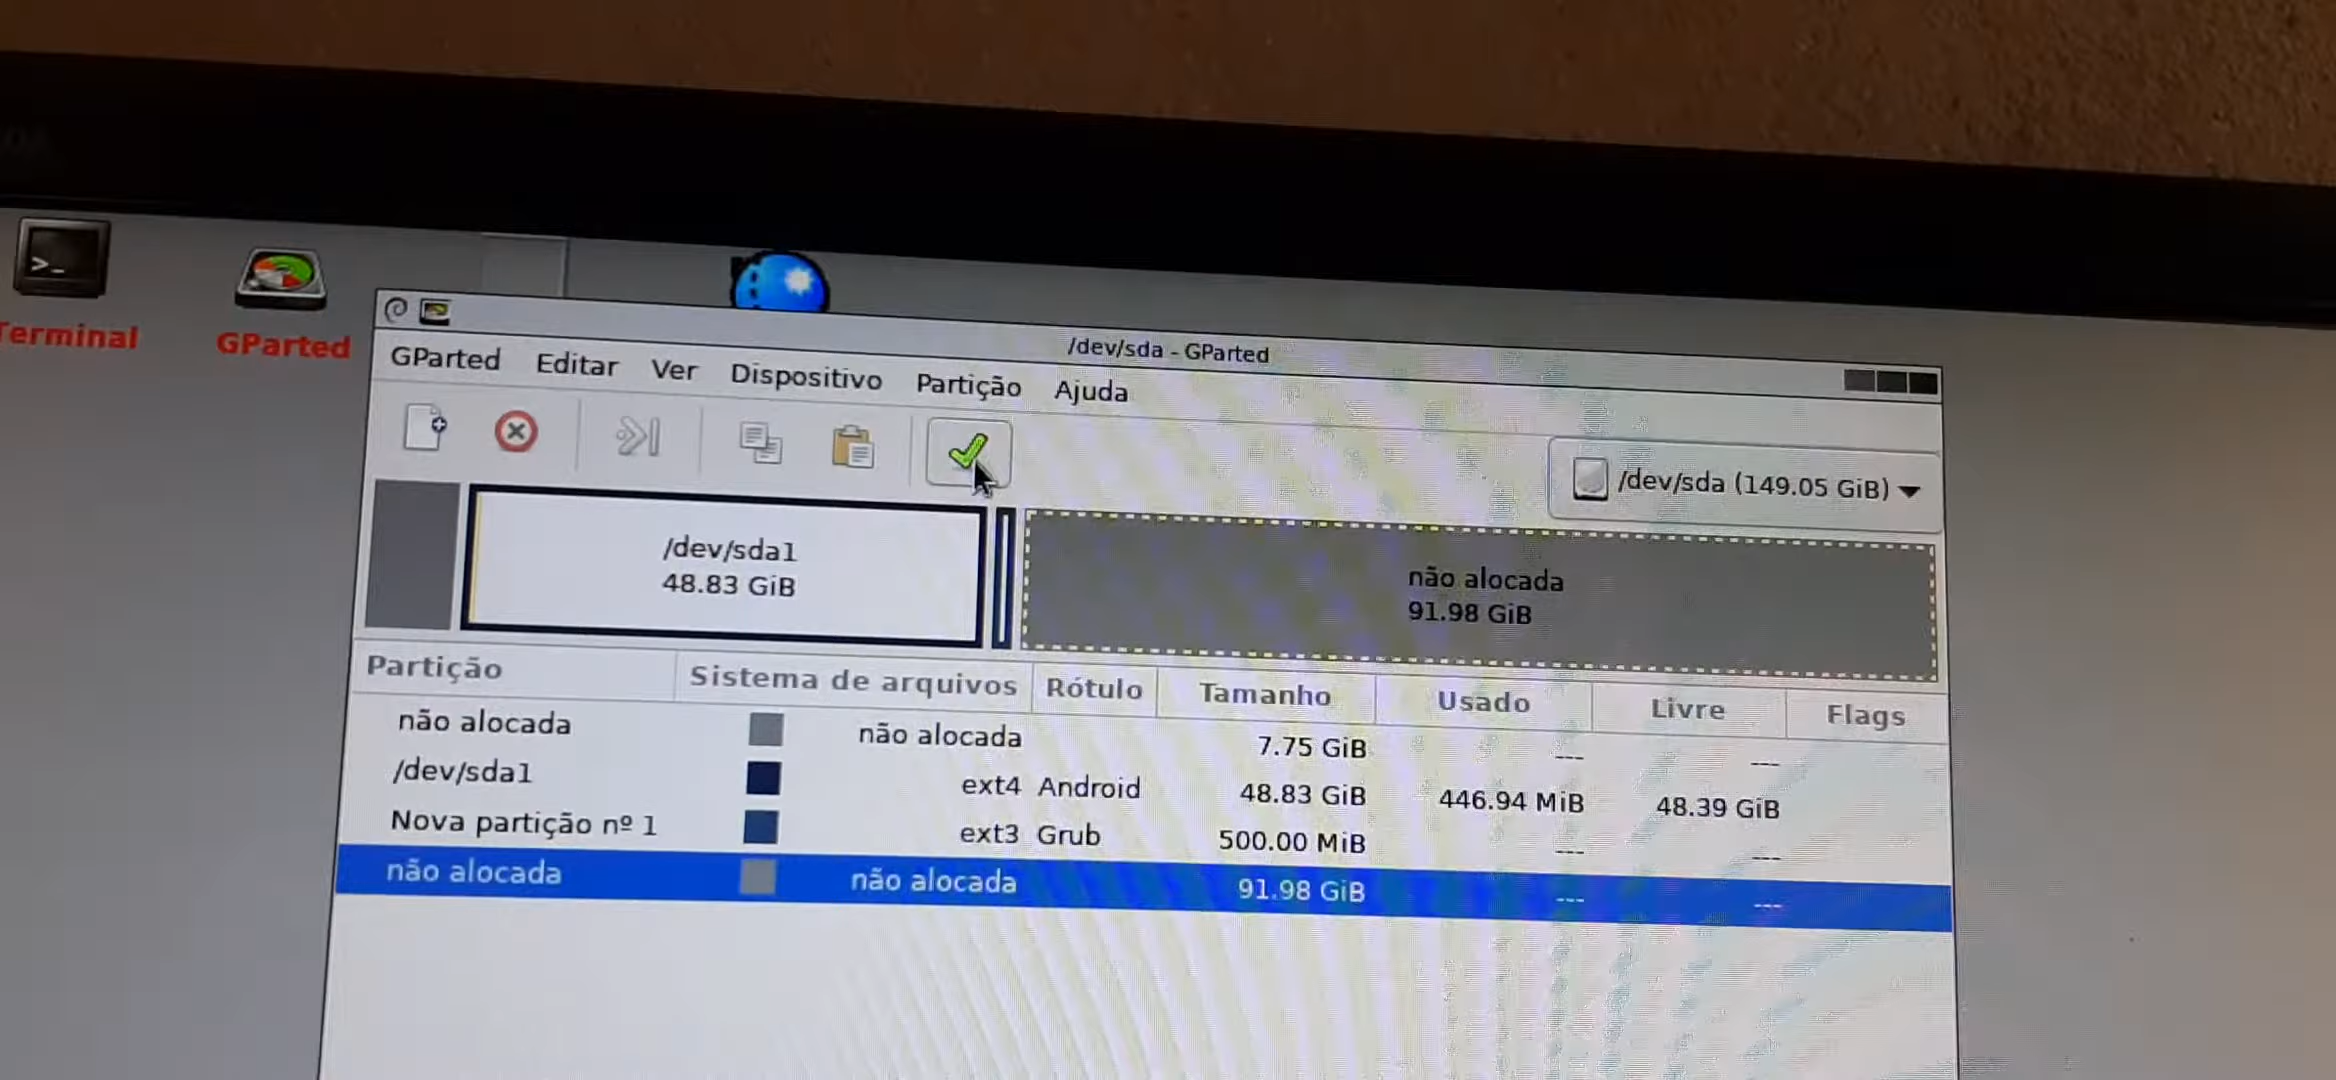 Terminal
GParted
/dev/sda - GParted
GParted Editar Ver Dispositivo Partição Ajuda
/dev/sda (149.05 GiB)
/dev/sda1
48.83 GiB
não alocada
91.98 GiB
Partição Sistema de arquivos Rótulo Tamanho Usado Livre Flags
não alocada não alocada 7.75 GiB --- ---
/dev/sda1 ext4 Android 48.83 GiB 446.94 MiB 48.39 GiB
Nova partição nº 1 ext3 Grub 500.00 MiB --- ---
não alocada não alocada 91.98 GiB --- ---